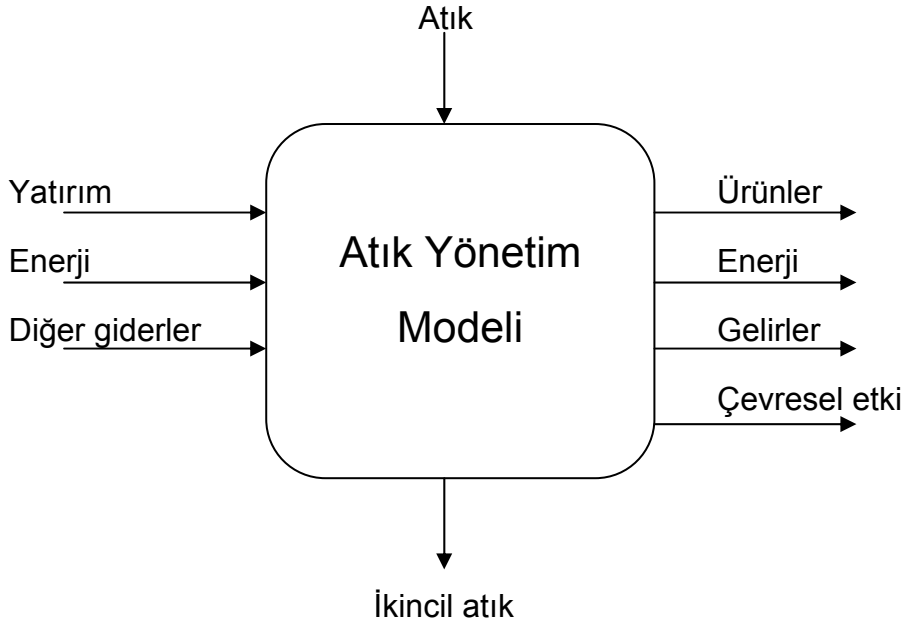 Atık
Yatırım
Enerji
Diğer giderler
Atık Yönetim
Modeli
Ürünler
Enerji
Gelirler
Çevresel etki
İkincil atık